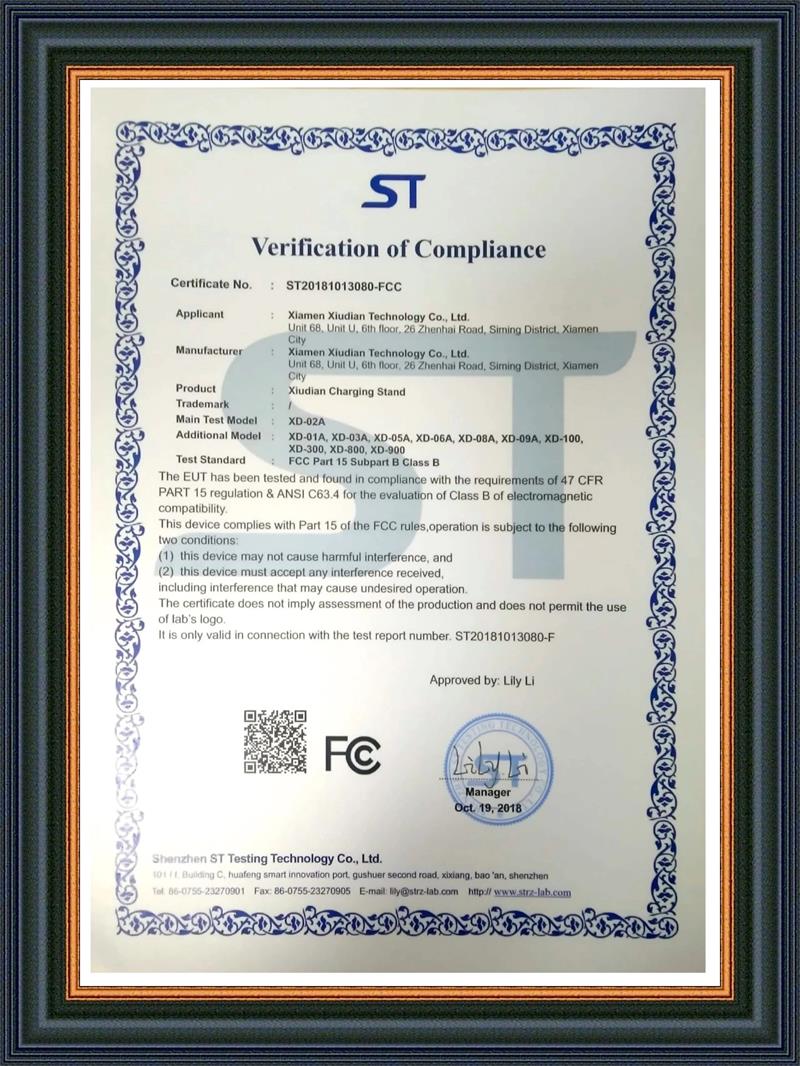 ST
Verification of Compliance
Certificate No. : ST20181013080-FCC
Applicant : Xiamen Xiudian Technology Co., Ltd.
Unit 68, Unit U, 6th floor, 26 Zhenhai Road, Siming District, Xiamen
City
Manufacturer : Xiamen Xiudian Technology Co., Ltd.
Unit 68, Unit U, 6th floor, 26 Zhenhai Road, Siming District, Xiamen
City
Product : Xiudian Charging Stand
Trademark : /
Main Test Model : XD-02A
Additional Model : XD-01A, XD-03A, XD-05A, XD-06A, XD-08A, XD-09A, XD-100,
XD-300, XD-800, XD-900
Test Standard : FCC Part 15 Subpart B Class B
The EUT has been tested and found in compliance with the requirements of 47 CFR
PART 15 regulation & ANSI C63.4 for the evaluation of Class B of electromagnetic
compatibility.
This device complies with Part 15 of the FCC rules,operation is subject to the following
two conditions:
(1) this device may not cause harmful interference, and
(2) this device must accept any interference received,
including interference that may cause undesired operation.
The certificate does not imply assessment of the production and does not permit the use
of lab's logo.
It is only valid in connection with the test report number. ST20181013080-F
Approved by: Lily Li
FCC
Lily Li
Manager
Oct. 19, 2018
Shenzhen ST Testing Technology Co., Ltd.
Building C, huafeng smart innovation port, gushuer second road, xixiang, bao 'an, shenzhen
Tel: 86-0755-23270901 Fax: 86-0755-23270905 E-mail: lily@strz-lab.com http:// www.strz-lab.com